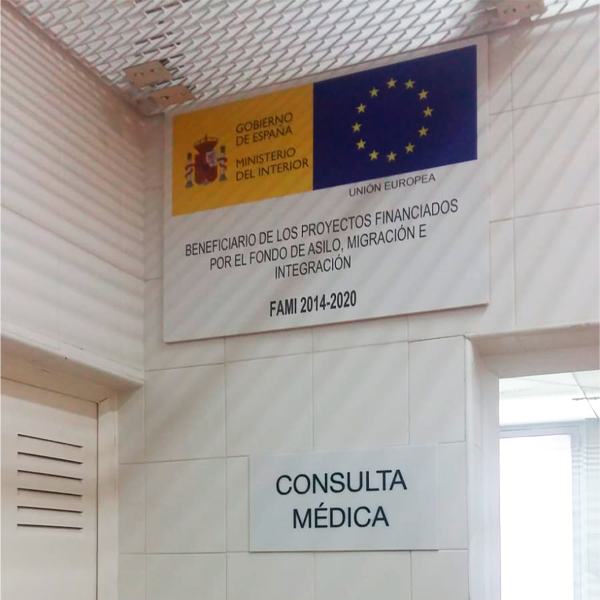 GOBIERNO
DE ESPAÑA
MINISTERIO
DEL INTERIOR
UNIÓN EUROPEA
BENEFICIARIO DE LOS PROYECTOS FINANCIADOS
POR EL FONDO DE ASILO, MIGRACIÓN E
INTEGRACIÓN
FAMI 2014-2020
CONSULTA
MÉDICA